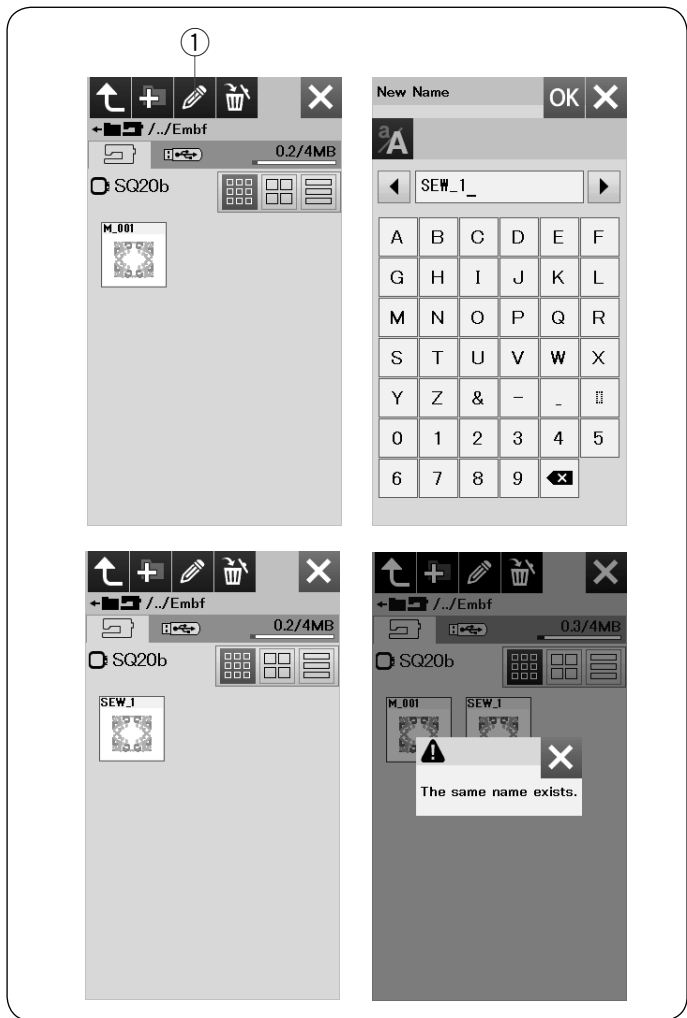 ①
←/../Embf
0.2/4MB
SQ20b
M_001
New Name
OK
a/A
SEW_1_
A B C D E F
G H I J K L
M N O P Q R
S T U V W X
Y Z & - _
0 1 2 3 4 5
6 7 8 9
←/../Embf
0.2/4MB
SQ20b
SEW_1
←/../Embf
0.3/4MB
SQ20b
M_001 SEW_1
The same name exists.